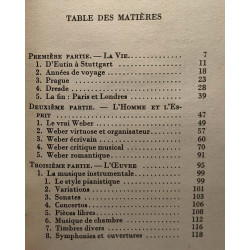 TABLE DES MATIÈRES
PREMIÈRE PARTIE. — LA VIE. 7
1. D'Eutin à Stuttgart 11
2. Années de voyage 18
3. Prague 23
4. Dresde 28
5. La fin : Paris et Londres 39
DEUXIÈME PARTIE. — L'HOMME ET L'ES-
PRIT 47
1. Le vrai Weber 49
2. Weber virtuose et organisateur. 57
3. Weber écrivain 60
4. Weber critique musical 70
5. Weber romantique 91
TROISIÈME PARTIE. — L'ŒUVRE 95
1. La musique instrumentale
1. Le style pianistique 99
2. Variations 101
3. Sonates 103
4. Concertos 106
5. Pièces libres 108
6. Musique de chambre 112
7. Timbres divers 116
8. Symphonies et ouvertures 118